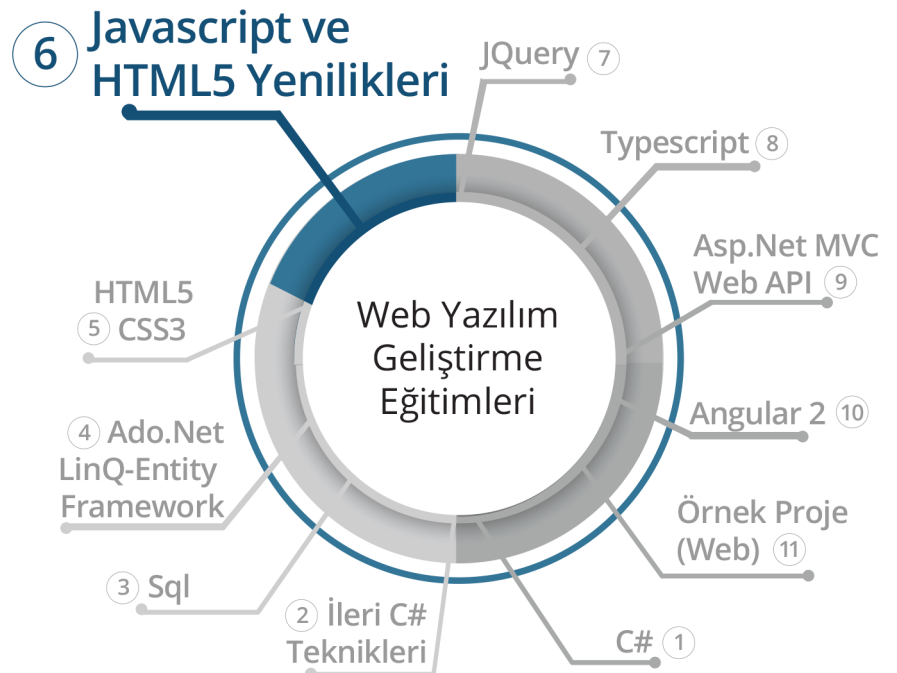 6 Javascript ve
HTML5 Yenilikleri
JQuery 7
Typescript 8
Asp.Net MVC
Web API 9
Angular 2 10
Örnek Proje
(Web) 11
C# 1
2 İleri C#
Teknikleri
3 Sql
4 Ado.Net
LinQ-Entity
Framework
HTML5
5 CSS3
Web Yazılım
Geliştirme
Eğitimleri